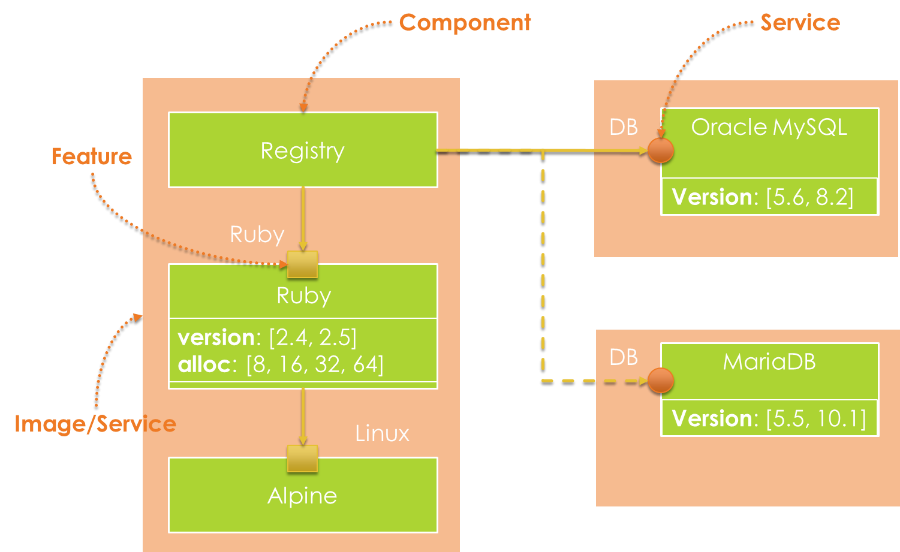 Component
Service
Feature
Image/Service
Registry
Ruby
Ruby
version: [2.4, 2.5]
alloc: [8, 16, 32, 64]
Linux
Alpine
DB
Oracle MySQL
Version: [5.6, 8.2]
DB
MariaDB
Version: [5.5, 10.1]